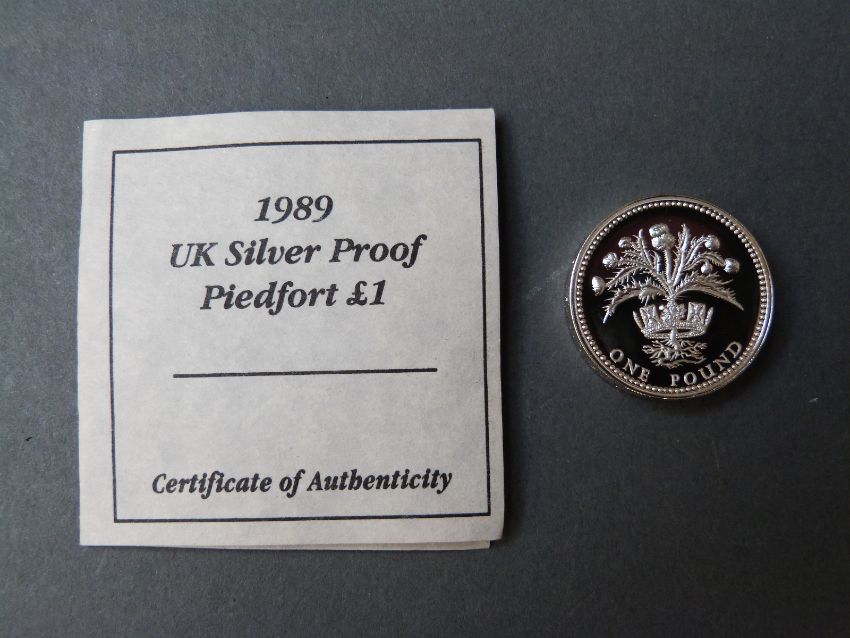 1989
UK Silver Proof
Piedfort £1
Certificate of Authenticity
ONE POUND